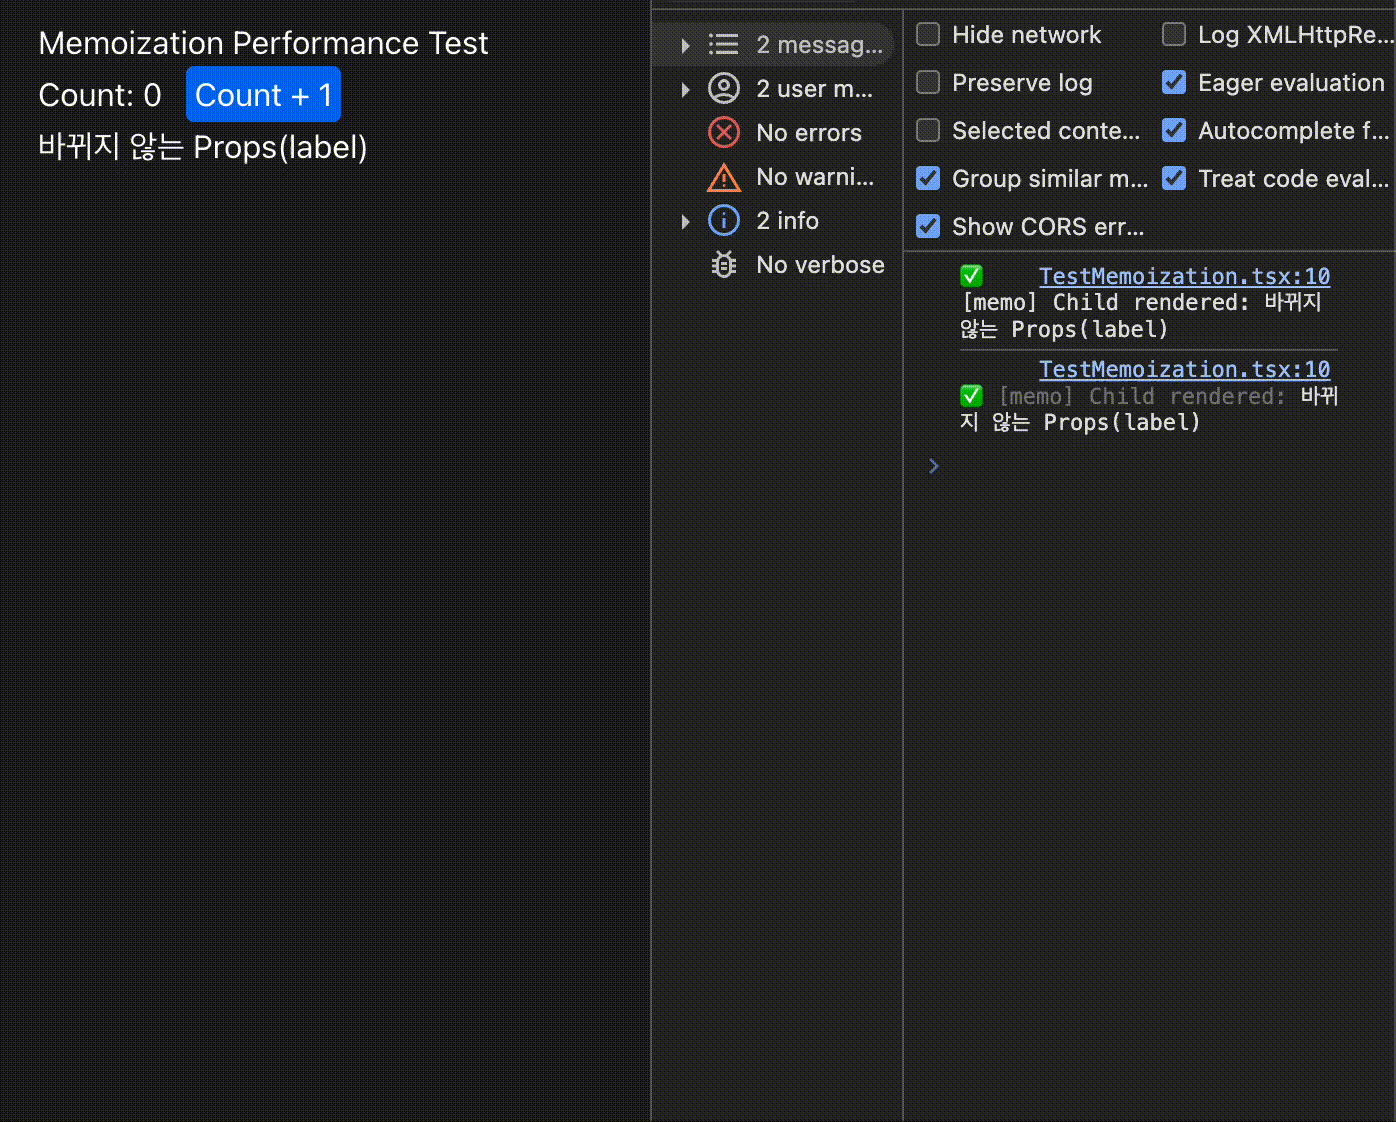 Memoization Performance Test
Count: 0 Count + 1
바뀌지 않는 Props(label)
2 messag...
2 user m...
No errors
No warni...
2 info
No verbose
Hide network
Log XMLHttpRe...
Preserve log
Eager evaluation
Selected conte...
Autocomplete f...
Group similar m...
Treat code eval...
Show CORS err...
✅ TestMemoization.tsx:10
[memo] Child rendered: 바뀌지
않는 Props(label)
TestMemoization.tsx:10
✅ [memo] Child rendered: 바뀌
지 않는 Props(label)